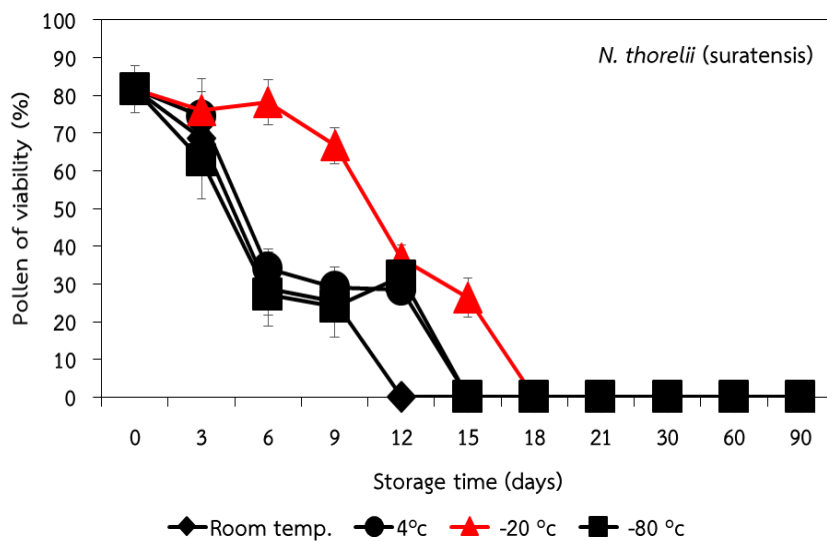 100
90
80
70
60
50
40
30
20
10
0
Pollen of viability (%)
N. thorelii (suratensis)
0 3 6 9 12 15 18 21 30 60 90
Storage time (days)
Room temp. 4°c -20 °c -80 °c